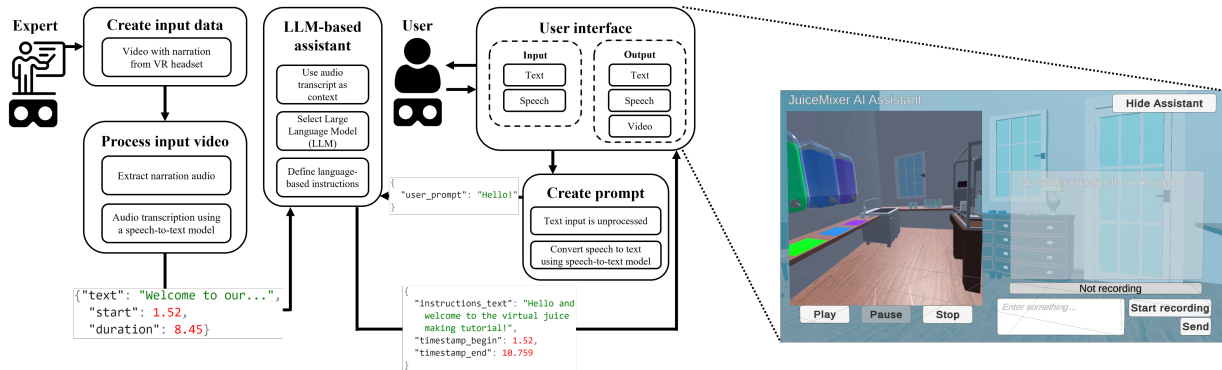 Expert
Create input data
Video with narration
from VR headset
Process input video
Extract narration audio
Audio transcription using
a speech-to-text model
{"text": "Welcome to our...",
"start": 1.52,
"duration": 8.45}
LLM-based
assistant
Use audio
transcript as
context
Select Large
Language Model
(LLM)
Define language-
based instructions
User
User interface
Input
Text
Speech
Output
Text
Speech
Video
{
"user_prompt": "Hello!"
}
Create prompt
Text input is unprocessed
Convert speech to text
using speech-to-text model
{
"instructions_text": "Hello and
welcome to the virtual juice
making tutorial!",
"timestamp_begin": 1.52,
"timestamp_end": 10.759
}
JuiceMixer AI Assistant
Hide Assistant
Play
Pause
Stop
Not recording
Enter something...
Start recording
Send